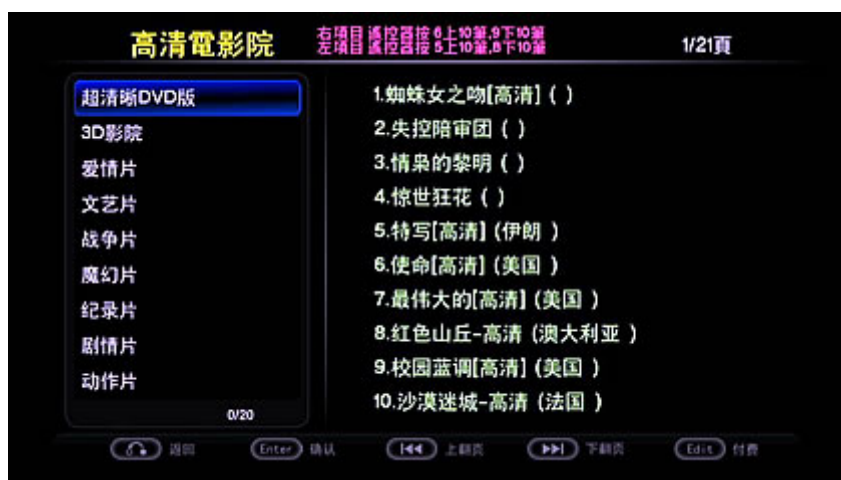 高清電影院
右項目 遙控器按 6上10筆,9下10筆
左項目 遙控器按 5上10筆,8下10筆
1/21頁
超清晰DVD版
3D影院
爱情片
文艺片
战争片
魔幻片
纪录片
剧情片
动作片
0/20
1.蜘蛛女之吻[高清] ( )
2.失控陪审团 ( )
3.情枭的黎明 ( )
4.惊世狂花 ( )
5.特写[高清] (伊朗 )
6.使命[高清] (美国 )
7.最伟大的[高清] (美国 )
8.红色山丘-高清 (澳大利亚 )
9.校园蓝调[高清] (美国 )
10.沙漠迷城-高清 (法国 )
返回 Enter 确认 上翻页 下翻页 Edit 付费